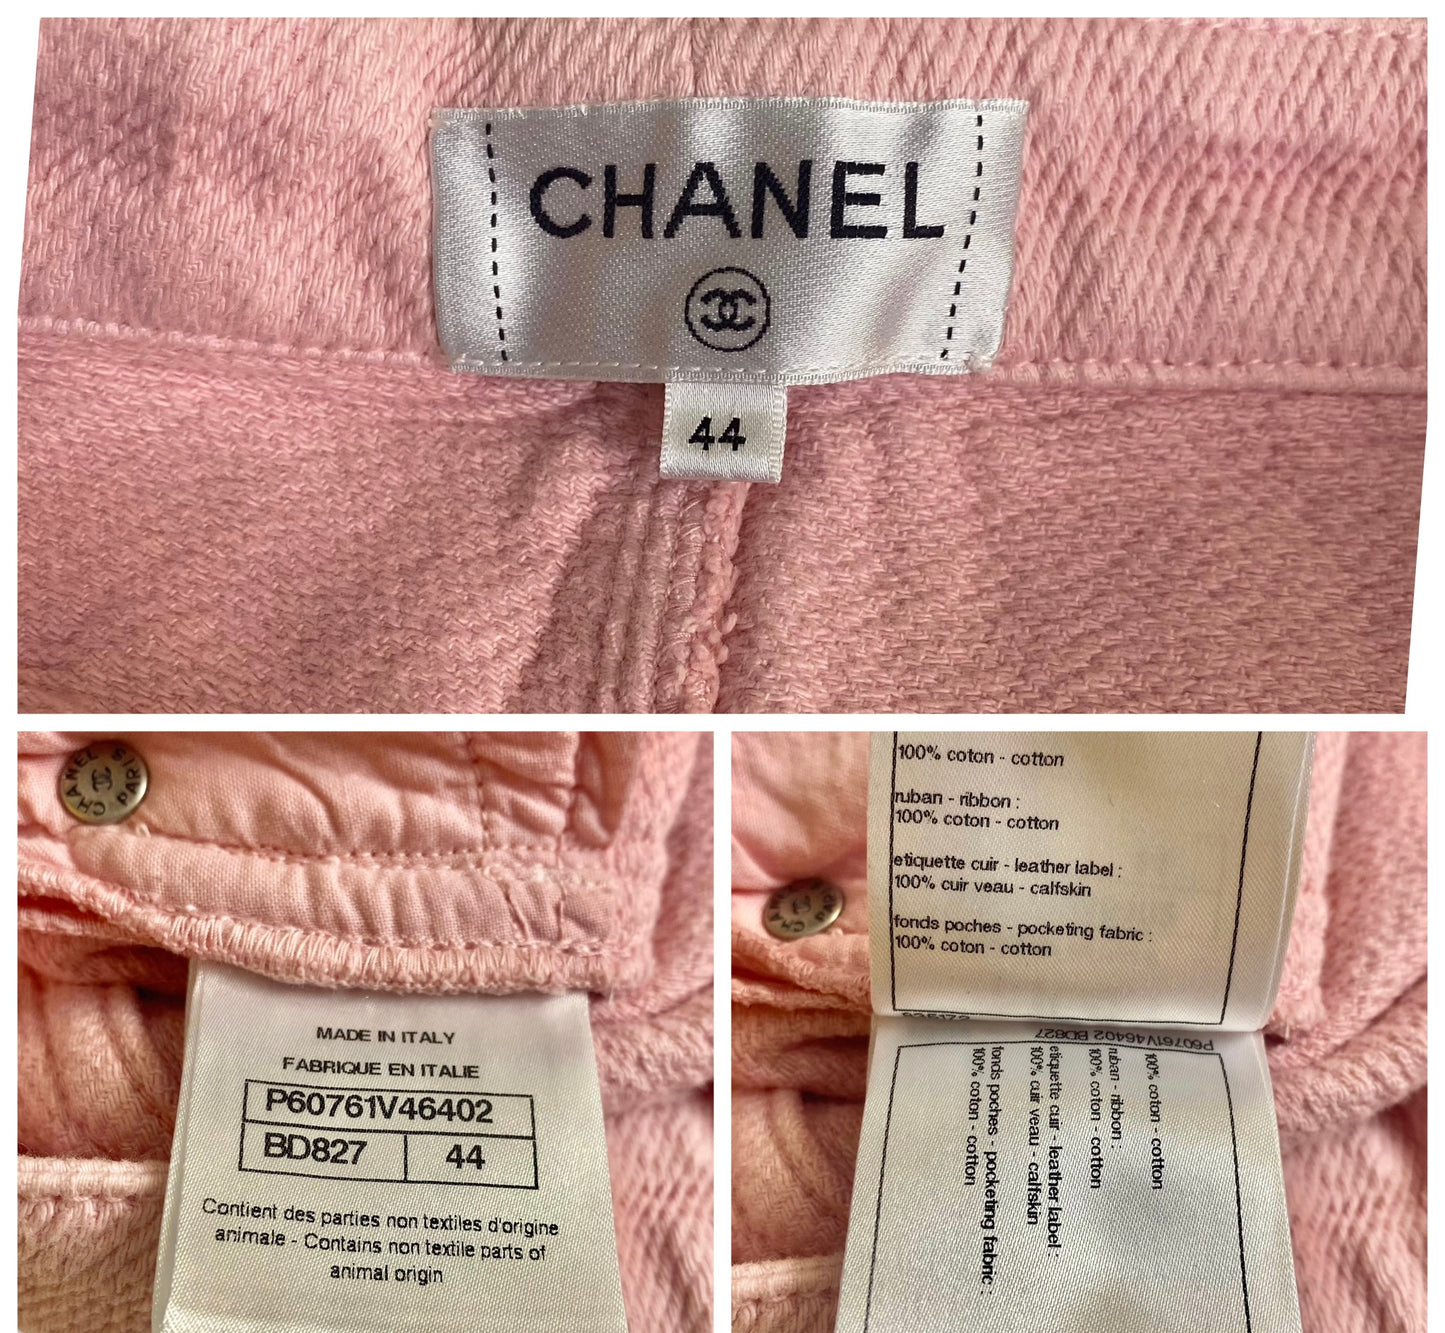 CHANEL
44
CHANEL PARIS
MADE IN ITALY
FABRIQUE EN ITALIE
P60761V46402
BD827 44
Contient des parties non textiles d'origine
animale - Contains non textile parts of
animal origin
100% coton - cotton
ruban - ribbon :
100% coton - cotton
etiquette cuir - leather label :
100% cuir veau - calfskin
fonds poches - pocketing fabric :
100% coton - cotton
CHANEL
P60761V46402 BD827
100% coton - cotton
ruban - ribbon :
100% coton - cotton
etiquette cuir - leather label :
100% cuir veau - calfskin
fonds poches - pocketing fabric :
100% coton - cotton